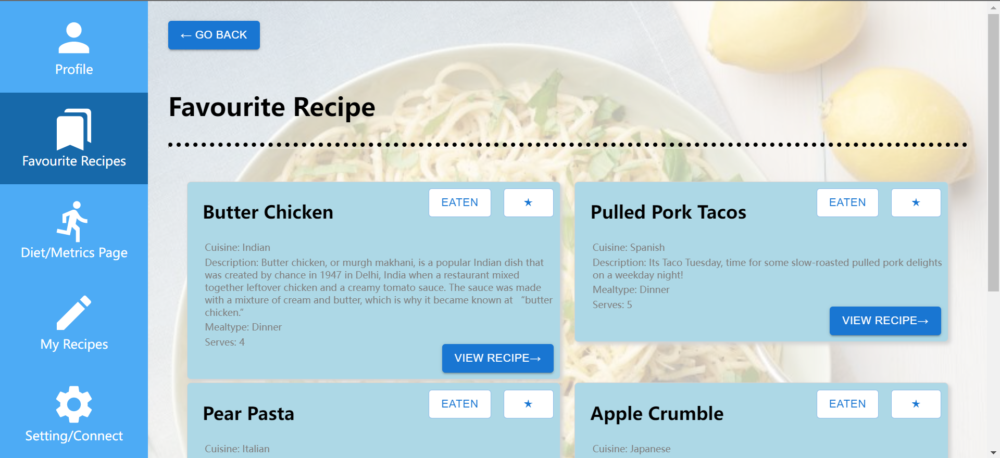 Profile
Favourite Recipes
Diet/Metrics Page
My Recipes
Setting/Connect
← GO BACK
Favourite Recipe
Butter Chicken
EATEN
★
Cuisine: Indian
Description: Butter chicken, or murgh makhani, is a popular Indian dish that
was created by chance in 1947 in Delhi, India when a restaurant mixed
together leftover chicken and a creamy tomato sauce. The sauce was made
with a mixture of cream and butter, which is why it became known at “butter
chicken.”
Mealtype: Dinner
Serves: 4
VIEW RECIPE→
Pulled Pork Tacos
EATEN
★
Cuisine: Spanish
Description: Its Taco Tuesday, time for some slow-roasted pulled pork delights
on a weekday night!
Mealtype: Dinner
Serves: 5
VIEW RECIPE→
Pear Pasta
EATEN
★
Cuisine: Italian
Apple Crumble
EATEN
★
Cuisine: Japanese